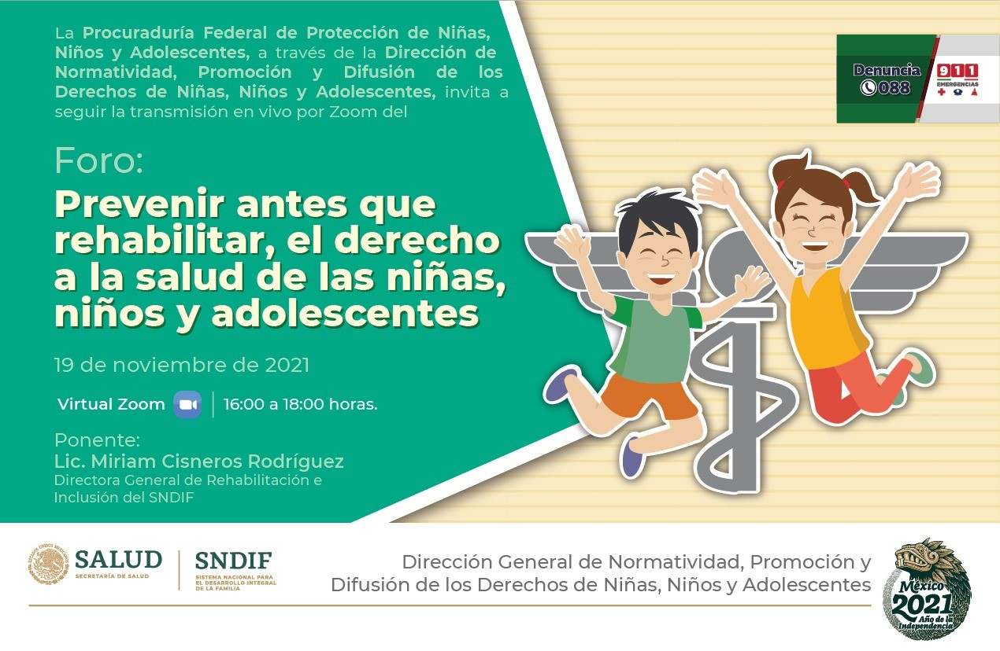 La Procuraduría Federal de Protección de Niñas,
Niños y Adolescentes, a través de la Dirección de
Normatividad, Promoción y Difusión de los
Derechos de Niñas, Niños y Adolescentes, invita a
seguir la transmisión en vivo por Zoom del
Denuncia
088
911
EMERGENCIAS
Foro:
Prevenir antes que
rehabilitar, el derecho
a la salud de las niñas,
niños y adolescentes
19 de noviembre de 2021
Virtual Zoom 16:00 a 18:00 horas.
Ponente:
Lic. Miriam Cisneros Rodríguez
Directora General de Rehabilitación e
Inclusión del SNDIF
ESTADOS UNIDOS MEXICANOS
SALUD
SECRETARÍA DE SALUD
SNDIF
SISTEMA NACIONAL PARA
EL DESARROLLO INTEGRAL
DE LA FAMILIA
Dirección General de Normatividad, Promoción y
Difusión de los Derechos de Niñas, Niños y Adolescentes
México
2021
Año de la
Independencia